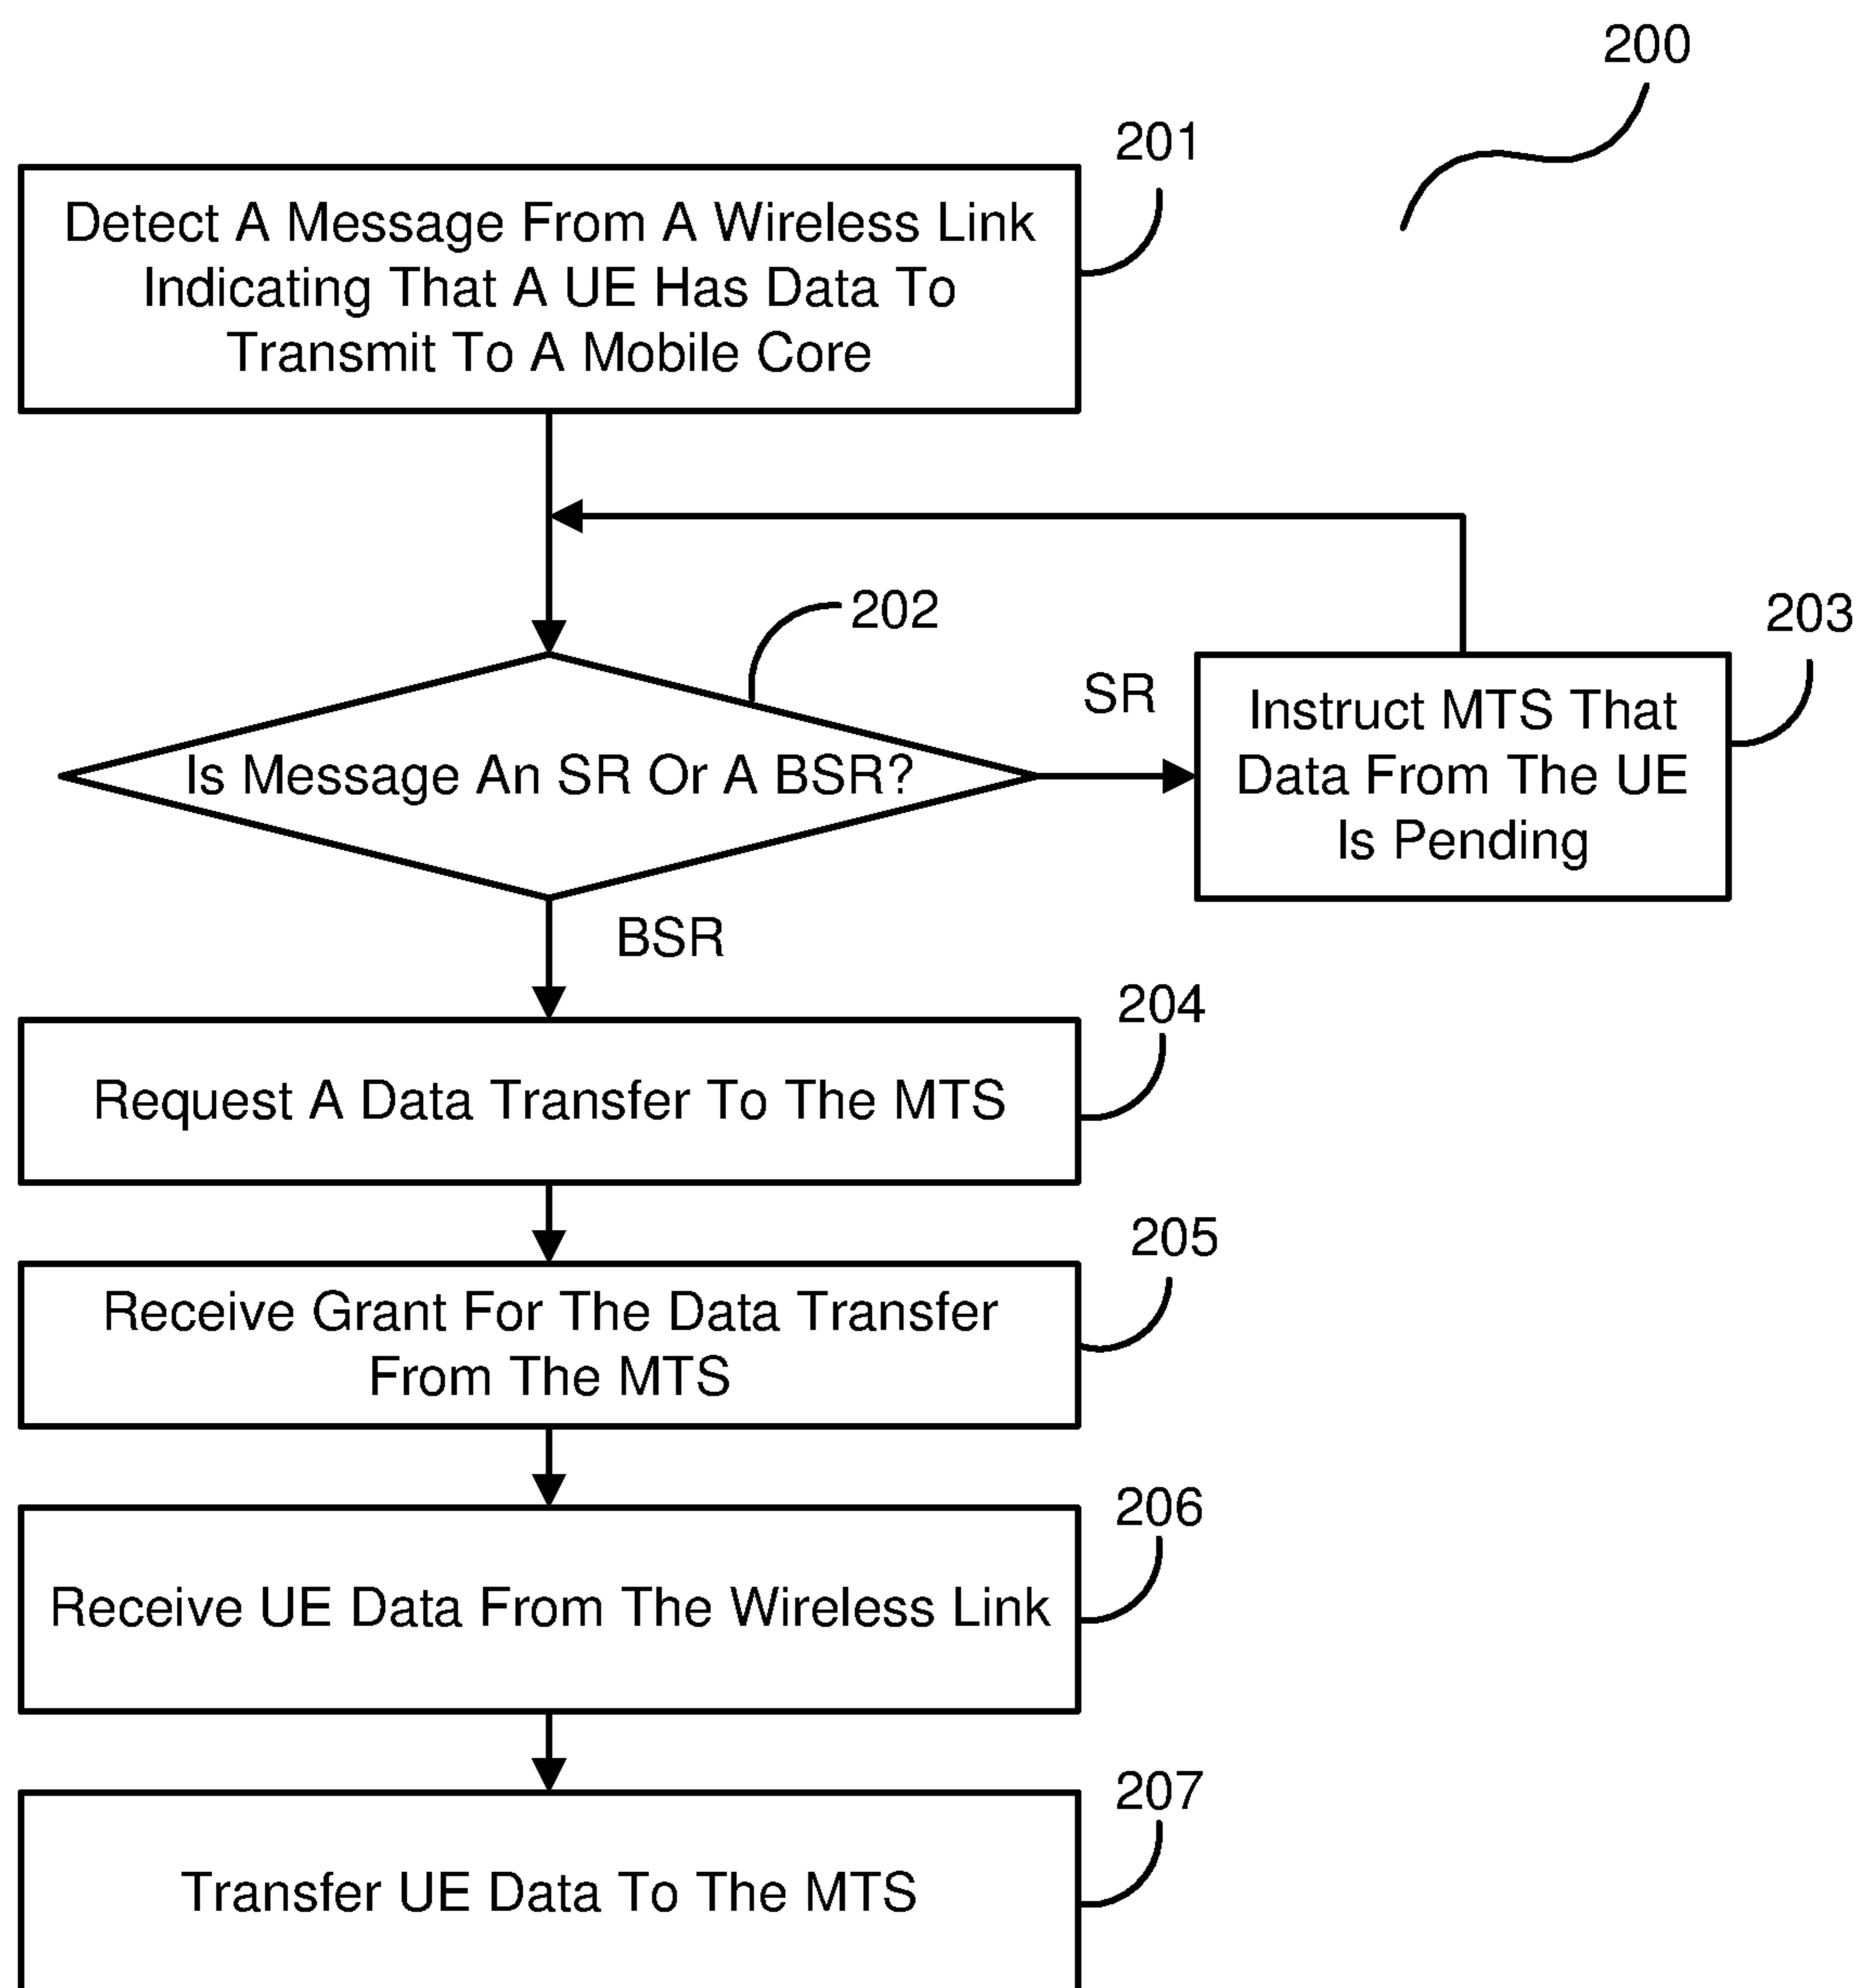 200
201
Detect A Message From A Wireless Link
Indicating That A UE Has Data To
Transmit To A Mobile Core
202
203
Is Message An SR Or A BSR?
SR
Instruct MTS That
Data From The UE
Is Pending
BSR
204
Request A Data Transfer To The MTS
205
Receive Grant For The Data Transfer
From The MTS
206
Receive UE Data From The Wireless Link
207
Transfer UE Data To The MTS